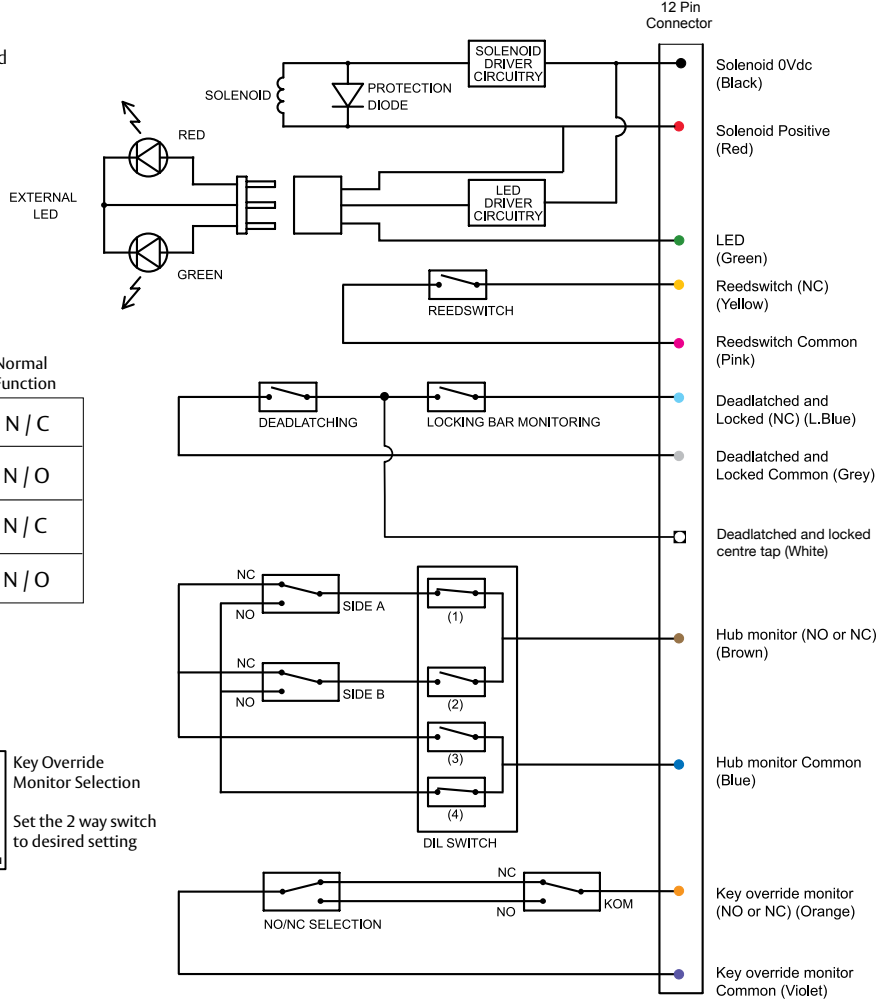 12 Pin
Connector
d
SOLENOID
DRIVER
CIRCUITRY
SOLENOID
PROTECTION
DIODE
Solenoid 0Vdc
(Black)
Solenoid Positive
(Red)
RED
EXTERNAL
LED
GREEN
LED
DRIVER
CIRCUITRY
LED
(Green)
REEDSWITCH
Reedswitch (NC)
(Yellow)
Reedswitch Common
(Pink)
Normal
Function
N / C
N / O
N / C
N / O
DEADLATCHING
LOCKING BAR MONITORING
Deadlatched and
Locked (NC) (L.Blue)
Deadlatched and
Locked Common (Grey)
Deadlatched and locked
centre tap (White)
NC
NO
SIDE A
(1)
NC
NO
SIDE B
(2)
(3)
(4)
DIL SWITCH
Hub monitor (NO or NC)
(Brown)
Hub monitor Common
(Blue)
Key Override
Monitor Selection
Set the 2 way switch
to desired setting
NO/NC SELECTION
NC
NO
KOM
Key override monitor
(NO or NC) (Orange)
Key override monitor
Common (Violet)